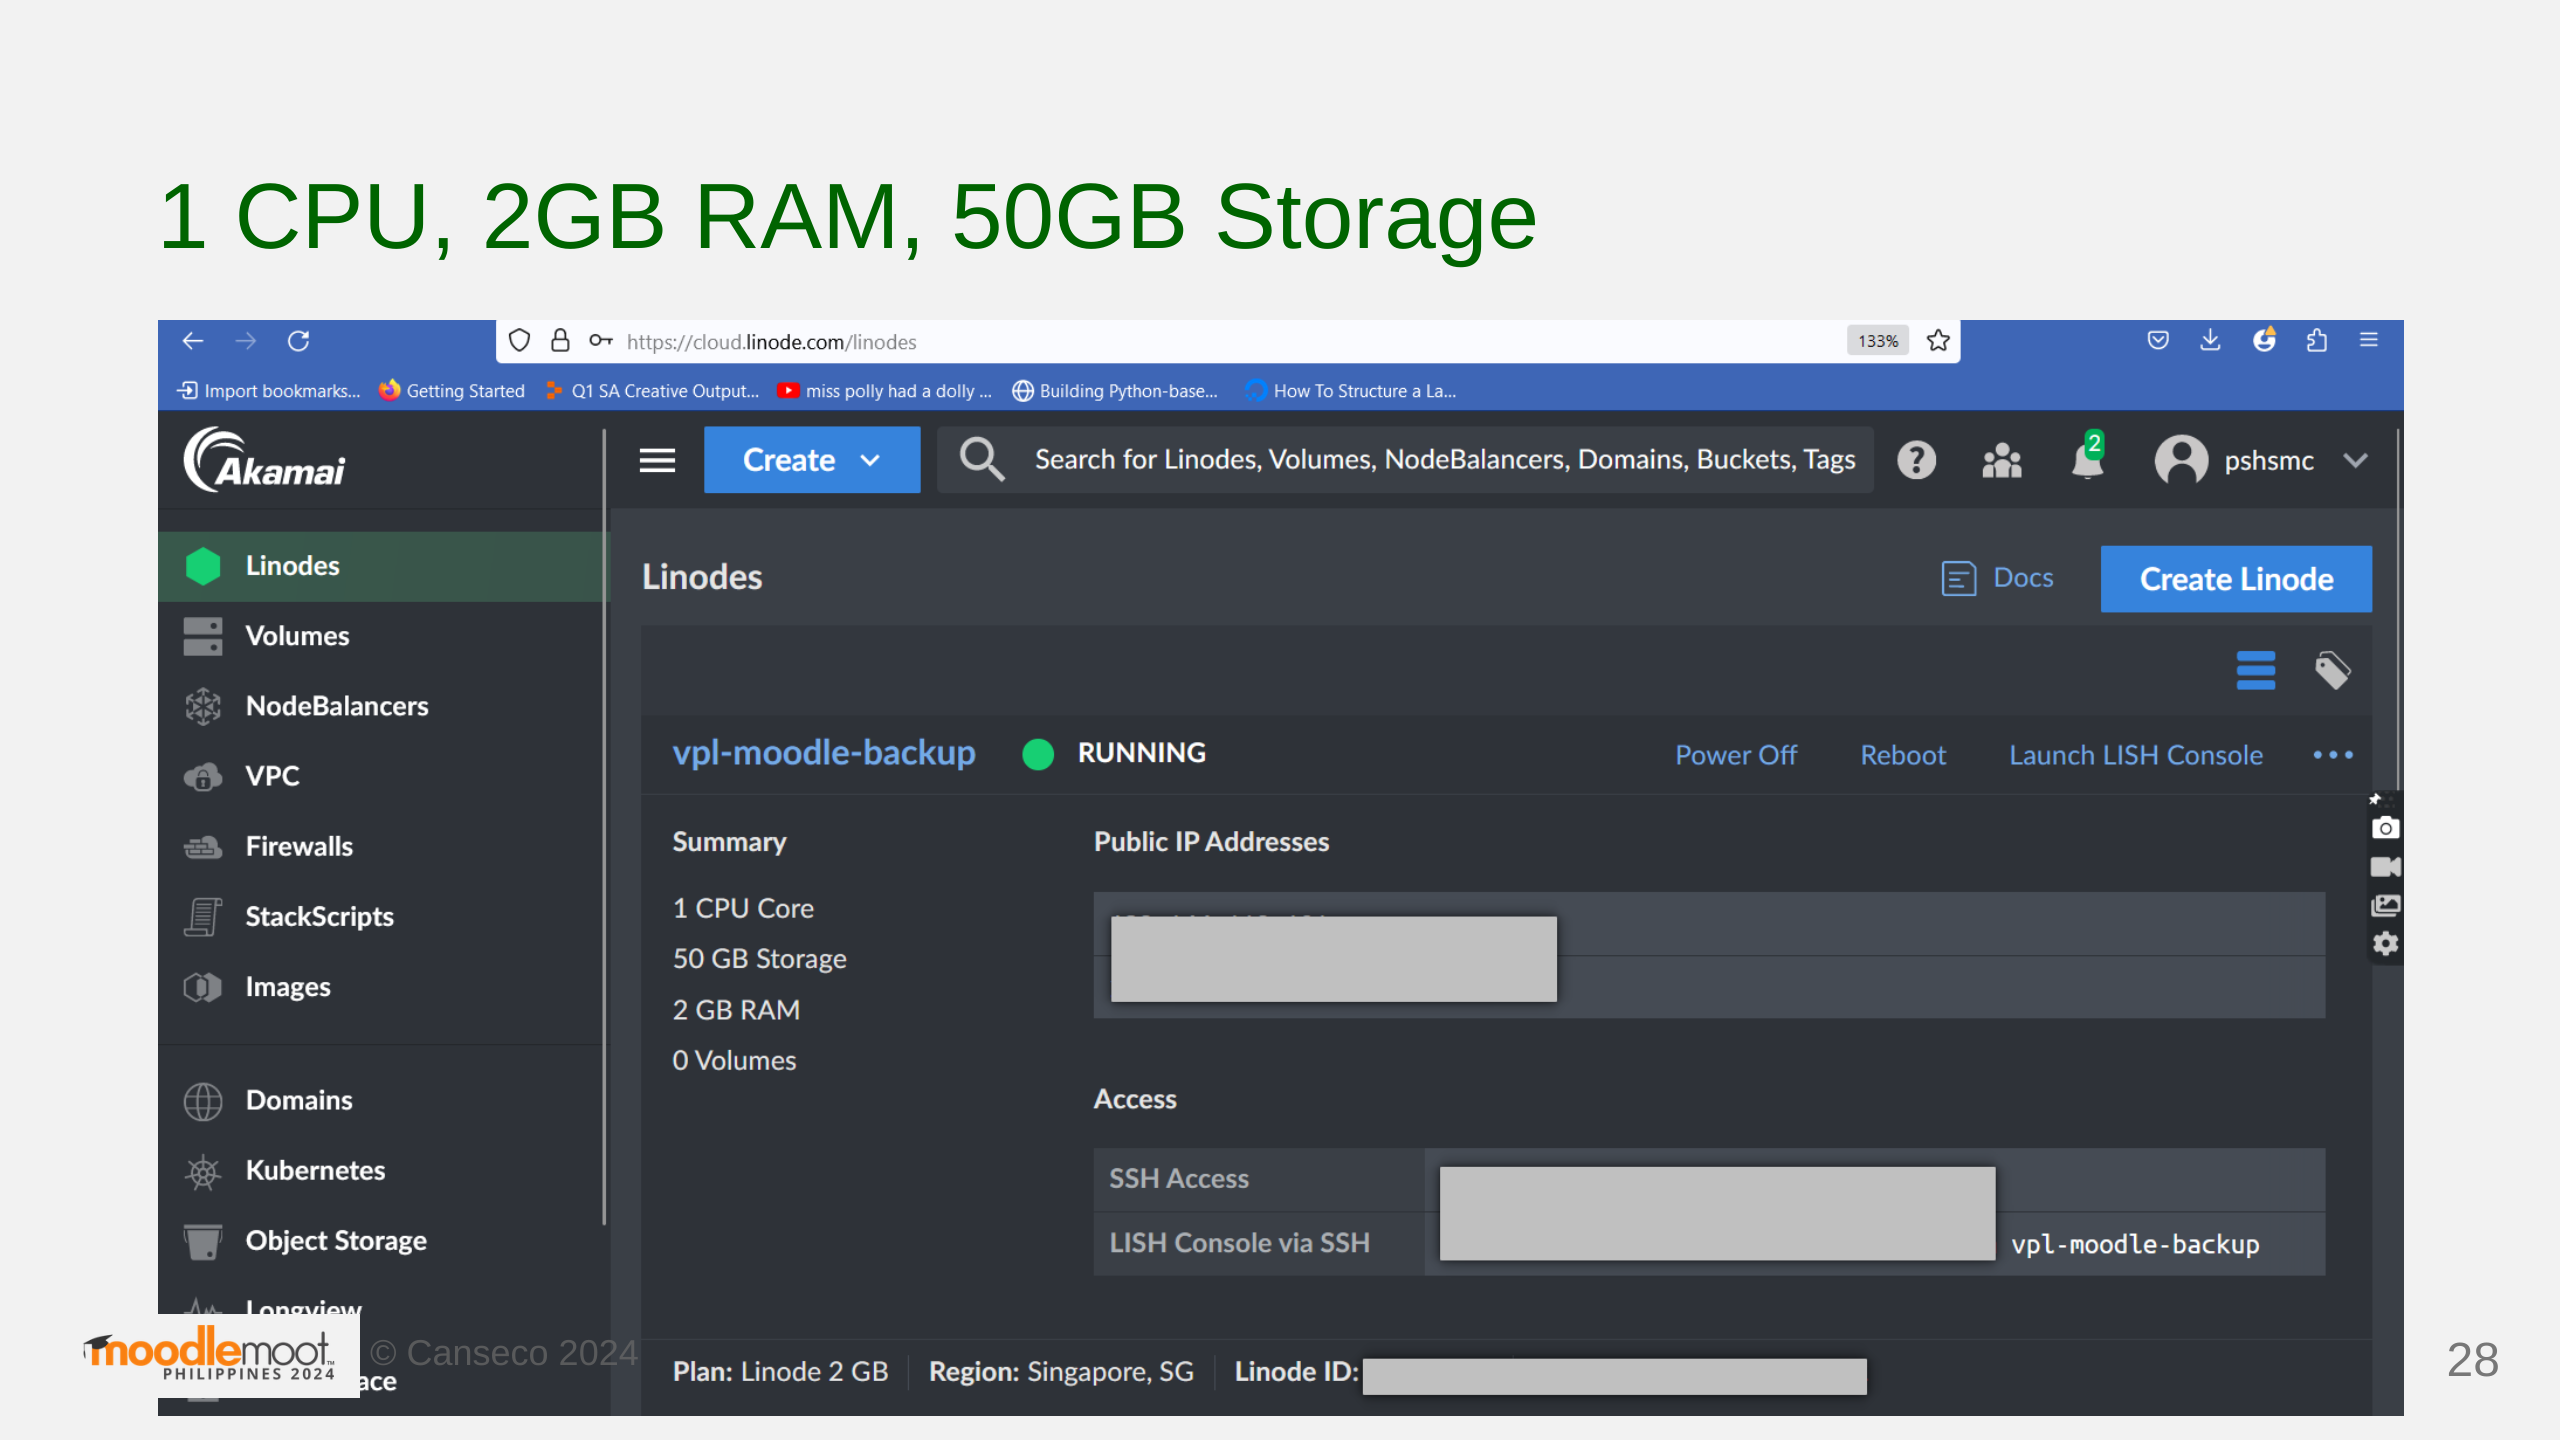 1 CPU, 2GB RAM, 50GB Storage
https://cloud.linode.com/linodes
133%
Import bookmarks...
Getting Started
Q1 SA Creative Output...
miss polly had a dolly ...
Building Python-base...
How To Structure a La...
Akamai
Create
Search for Linodes, Volumes, NodeBalancers, Domains, Buckets, Tags
2
pshsmc
Linodes
Volumes
NodeBalancers
VPC
Firewalls
StackScripts
Images
Domains
Kubernetes
Object Storage
Longview
ace
Linodes
Docs
Create Linode
vpl-moodle-backup
RUNNING
Power Off
Reboot
Launch LISH Console
Summary
1 CPU Core
50 GB Storage
2 GB RAM
0 Volumes
Public IP Addresses
Access
SSH Access
LISH Console via SSH
vpl-moodle-backup
Plan: Linode 2 GB
Region: Singapore, SG
Linode ID:
moodlemoot™
PHILIPPINES 2024
© Canseco 2024
28